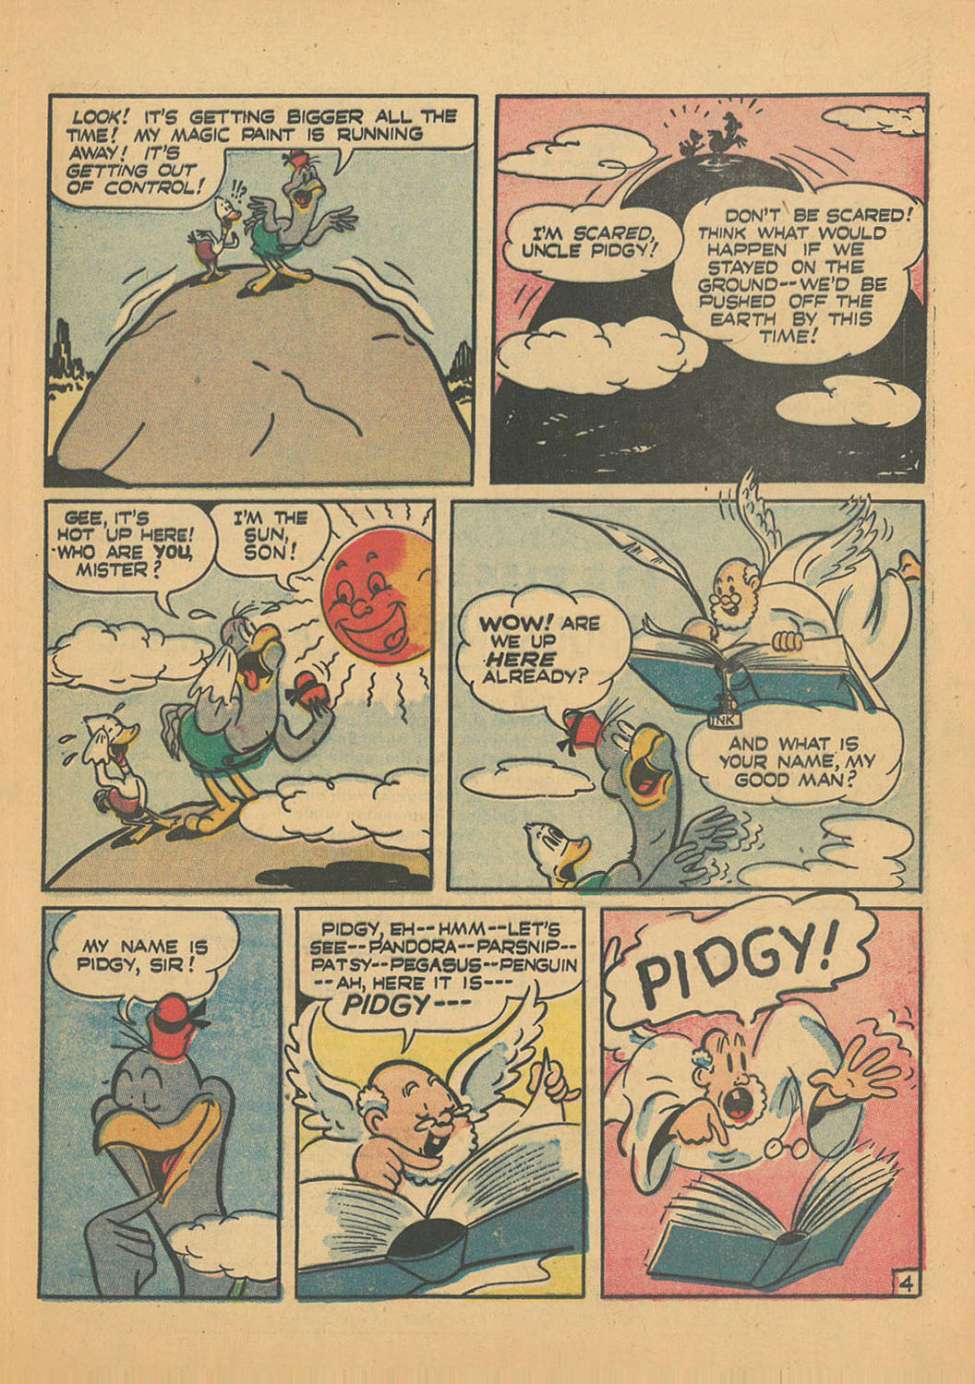 LOOK! IT'S GETTING BIGGER ALL THE
TIME! MY MAGIC PAINT IS RUNNING
AWAY! IT'S
GETTING OUT
OF CONTROL!
!!?
I'M SCARED,
UNCLE PIDGY!
DON'T BE SCARED!
THINK WHAT WOULD
HAPPEN IF WE
STAYED ON THE
GROUND--WE'D BE
PUSHED OFF THE
EARTH BY THIS
TIME!
GEE, IT'S
HOT UP HERE!
WHO ARE YOU,
MISTER?
I'M THE
SUN,
SON!
WOW! ARE
WE UP
HERE
ALREADY?
INK
AND WHAT IS
YOUR NAME, MY
GOOD MAN?
MY NAME IS
PIDGY, SIR!
PIDGY, EH--HMM--LET'S
SEE--PANDORA--PARSNIP--
PATSY--PEGASUS--PENGUIN
--AH, HERE IT IS---
PIDGY---
PIDGY!
4